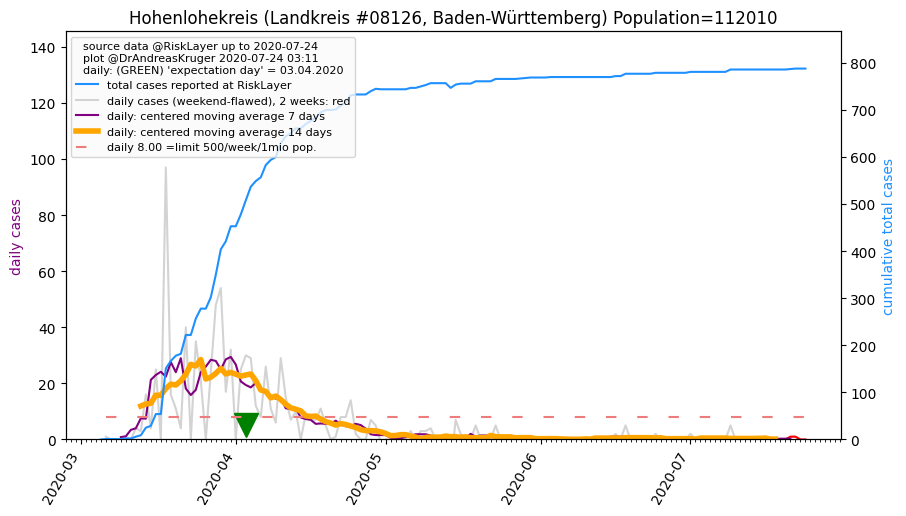 Hohenlohekreis (Landkreis #08126, Baden-Württemberg) Population=112010
source data @RiskLayer up to 2020-07-24
plot @DrAndreasKruger 2020-07-24 03:11
daily: (GREEN) 'expectation day' = 03.04.2020
total cases reported at RiskLayer
daily cases (weekend-flawed), 2 weeks: red
daily: centered moving average 7 days
daily: centered moving average 14 days
daily 8.00 =limit 500/week/1mio pop.
daily cases
140
120
100
80
60
40
20
0
cumulative total cases
800
700
600
500
400
300
200
100
0
2020-03
2020-04
2020-05
2020-06
2020-07